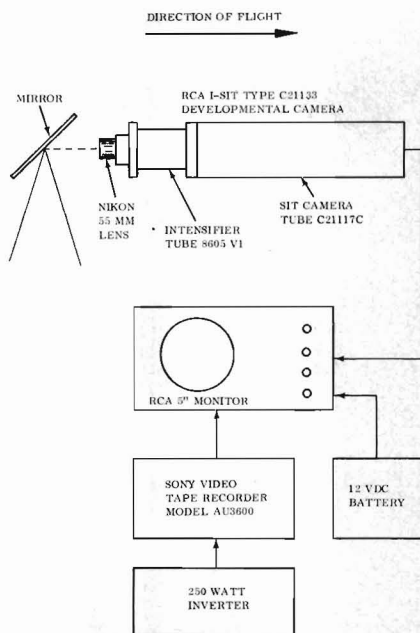 DIRECTION OF FLIGHT
RCA I-SIT TYPE C21133
DEVELOPMENTAL CAMERA
MIRROR
NIKON
55 MM
LENS
INTENSIFIER
TUBE 8605 V1
SIT CAMERA
TUBE C21117C
RCA 5" MONITOR
SONY VIDEO
TAPE RECORDER
MODEL AU3600
12 VDC
BATTERY
250 WATT
INVERTER